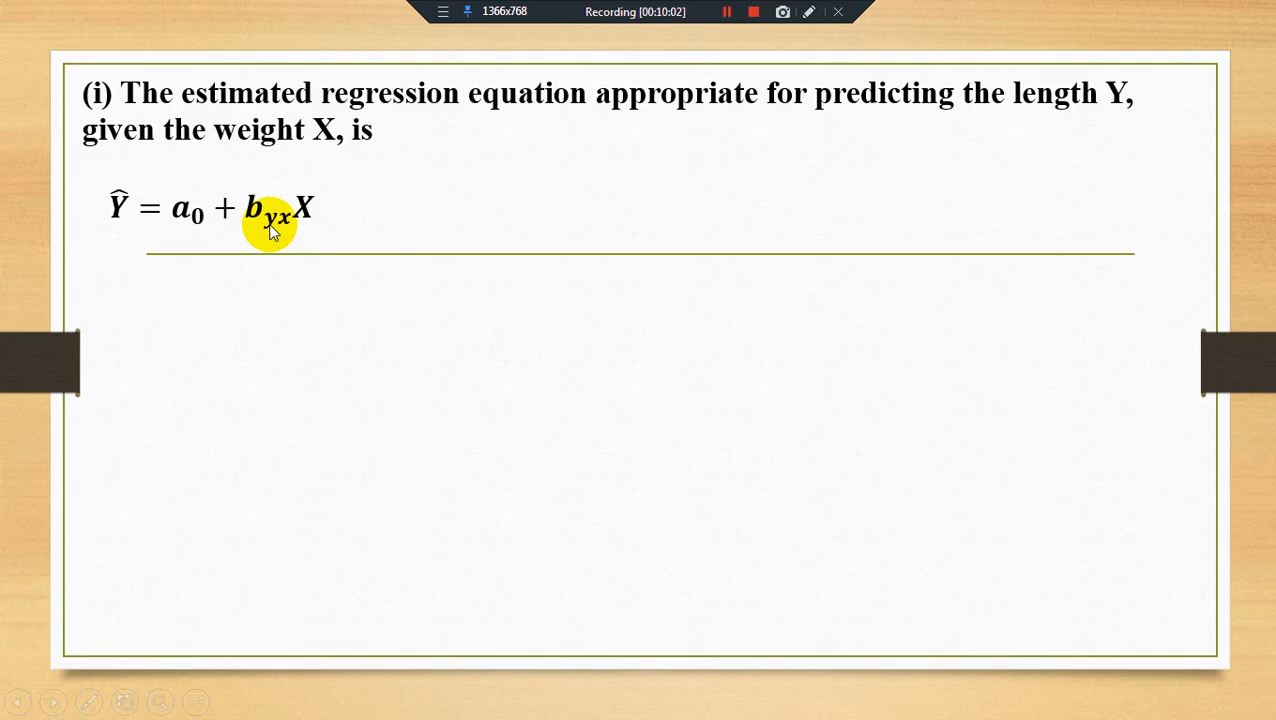 1366x768 Recording [00:10:02]
(i) The estimated regression equation appropriate for predicting the length Y,
given the weight X, is
Ŷ = a₀ + b_yx X